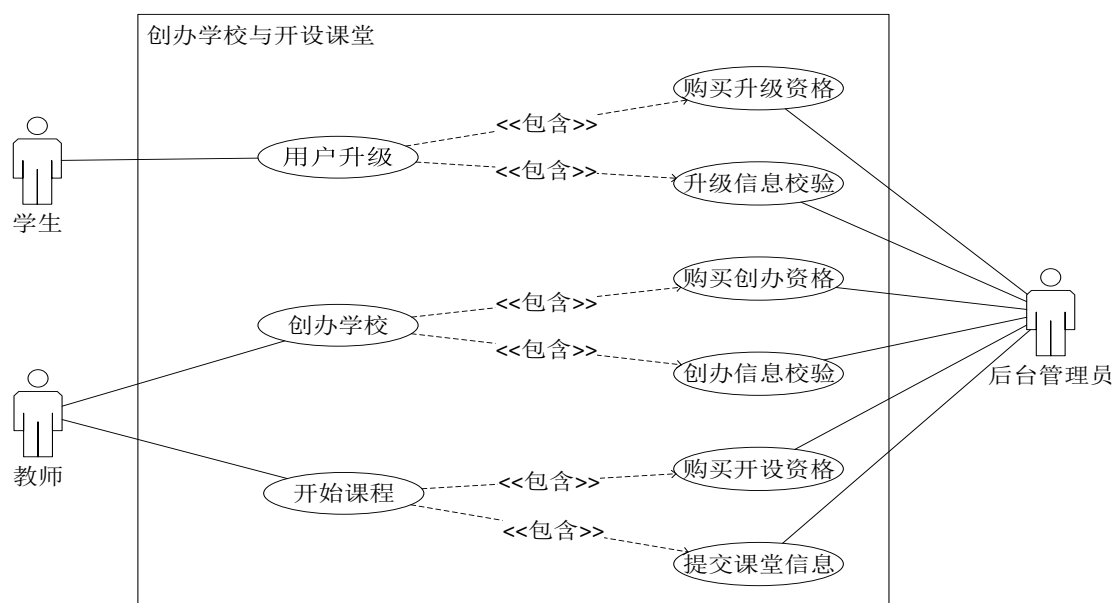 创办学校与开设课堂
购买升级资格
<<包含>>
用户升级
<<包含>>
升级信息校验
学生
购买创办资格
<<包含>>
创办学校
<<包含>>
创办信息校验
后台管理员
教师
购买开设资格
<<包含>>
开始课程
<<包含>>
提交课堂信息